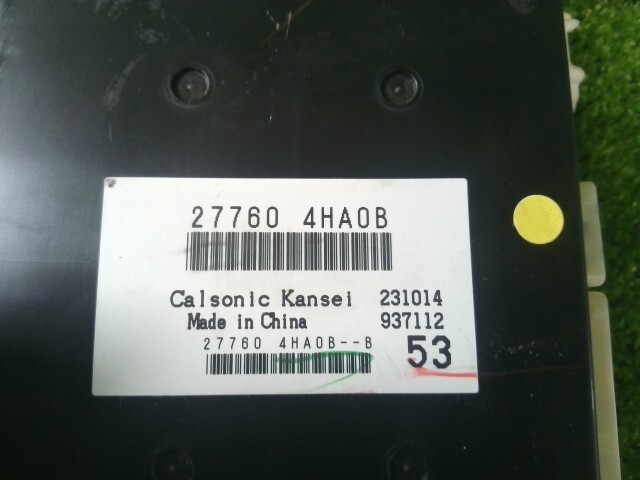 27760 4HA0B
Calsonic Kansei 231014
Made in China 937112
27760 4HA0B--B 53